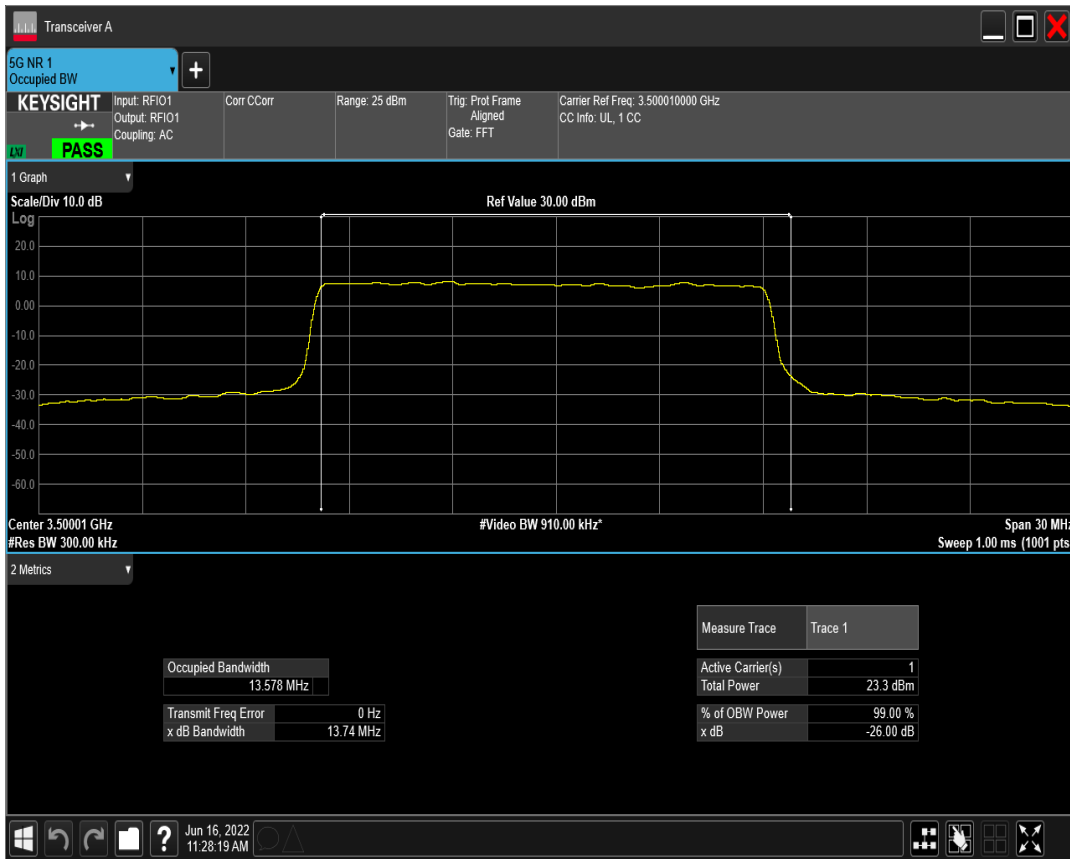 Transceiver A
5G NR 1
Occupied BW
KEYSIGHT
LXI
PASS
Input: RFIO1
Output: RFIO1
Coupling: AC
Corr CCorr
Range: 25 dBm
Trig: Prot Frame
Aligned
Gate: FFT
Carrier Ref Freq: 3.500010000 GHz
CC Info: UL, 1 CC
1 Graph
Scale/Div 10.0 dB
Ref Value 30.00 dBm
Log
20.0
10.0
0.00
-10.0
-20.0
-30.0
-40.0
-50.0
-60.0
Center 3.50001 GHz
#Video BW 910.00 kHz*
Span 30 MHz
#Res BW 300.00 kHz
Sweep 1.00 ms (1001 pts
2 Metrics
Measure Trace Trace 1
Occupied Bandwidth
13.578 MHz
Active Carrier(s) 1
Total Power 23.3 dBm
Transmit Freq Error 0 Hz
x dB Bandwidth 13.74 MHz
% of OBW Power 99.00 %
x dB -26.00 dB
?
Jun 16, 2022
11:28:19 AM